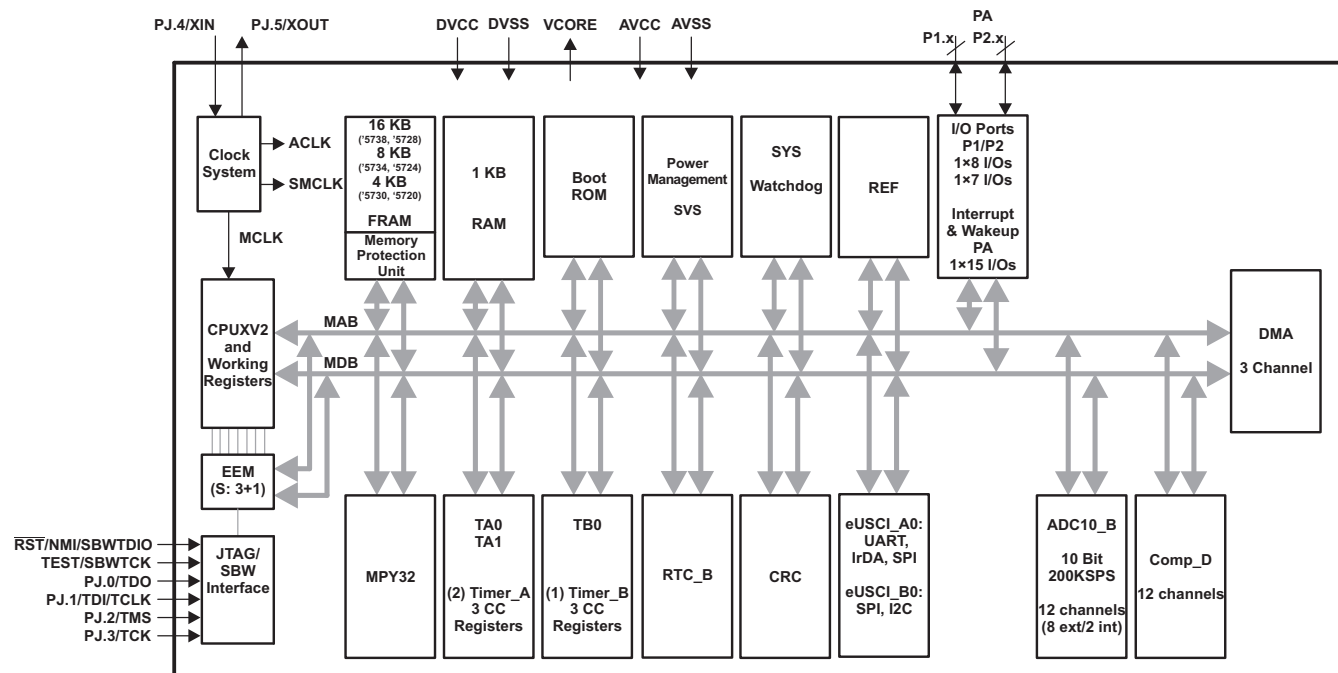 PJ.4/XIN
PJ.5/XOUT
DVCC
DVSS
VCORE
AVCC
AVSS
PA
P1.x
P2.x
Clock
System
ACLK
SMCLK
MCLK
16 KB
('5738, '5728)
8 KB
('5734, '5724)
4 KB
('5730, '5720)
FRAM
Memory
Protection
Unit
1 KB
RAM
Boot
ROM
Power
Management
SVS
SYS
Watchdog
REF
I/O Ports
P1/P2
1×8 I/Os
1×7 I/Os
Interrupt
& Wakeup
PA
1×15 I/Os
CPUXV2
and
Working
Registers
MAB
MDB
DMA
3 Channel
EEM
(S: 3+1)
RST/NMI/SBWTDIO
TEST/SBWTCK
PJ.0/TDO
PJ.1/TDI/TCLK
PJ.2/TMS
PJ.3/TCK
JTAG/
SBW
Interface
MPY32
TA0
TA1
(2) Timer_A
3 CC
Registers
TB0
(1) Timer_B
3 CC
Registers
RTC_B
CRC
eUSCI_A0:
UART,
IrDA, SPI
eUSCI_B0:
SPI, I2C
ADC10_B
10 Bit
200KSPS
12 channels
(8 ext/2 int)
Comp_D
12 channels